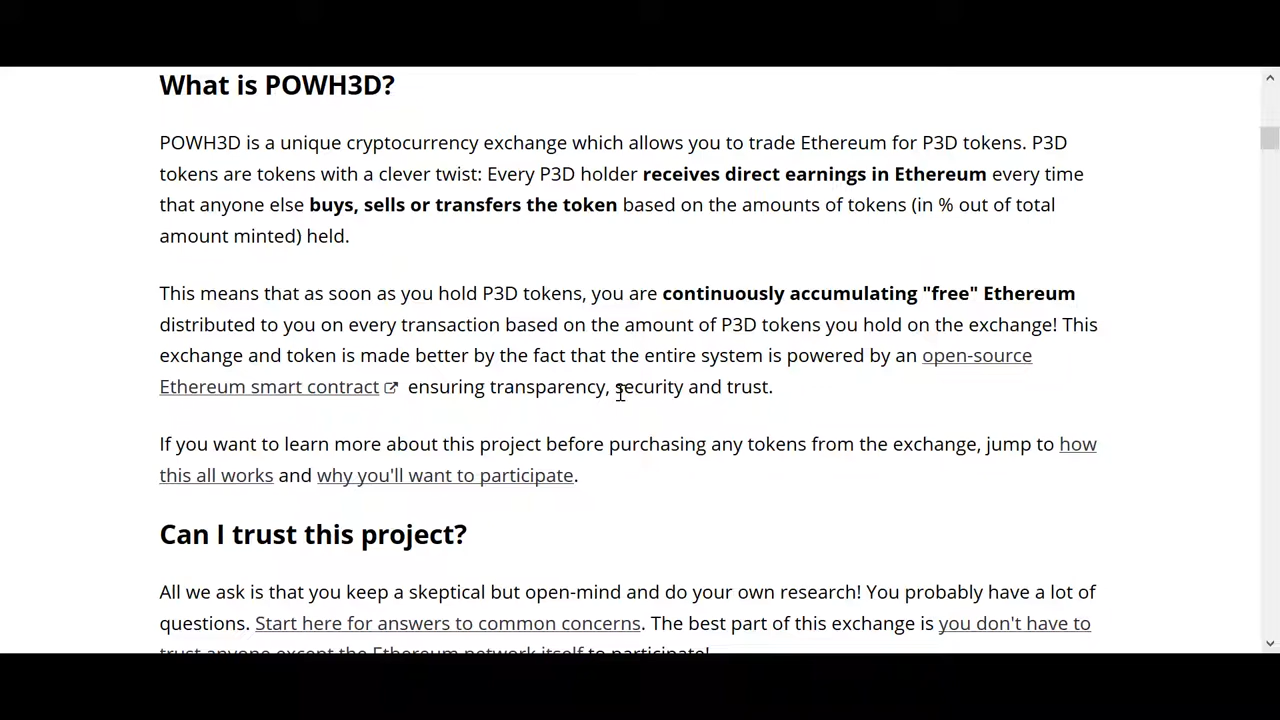 What is POWH3D?
POWH3D is a unique cryptocurrency exchange which allows you to trade Ethereum for P3D tokens. P3D
tokens are tokens with a clever twist: Every P3D holder receives direct earnings in Ethereum every time
that anyone else buys, sells or transfers the token based on the amounts of tokens (in % out of total
amount minted) held.
This means that as soon as you hold P3D tokens, you are continuously accumulating "free" Ethereum
distributed to you on every transaction based on the amount of P3D tokens you hold on the exchange! This
exchange and token is made better by the fact that the entire system is powered by an open-source
Ethereum smart contract ensuring transparency, security and trust.
If you want to learn more about this project before purchasing any tokens from the exchange, jump to how
this all works and why you'll want to participate.
Can I trust this project?
All we ask is that you keep a skeptical but open-mind and do your own research! You probably have a lot of
questions. Start here for answers to common concerns. The best part of this exchange is you don't have to
trust anyone except the Ethereum network itself to participate!